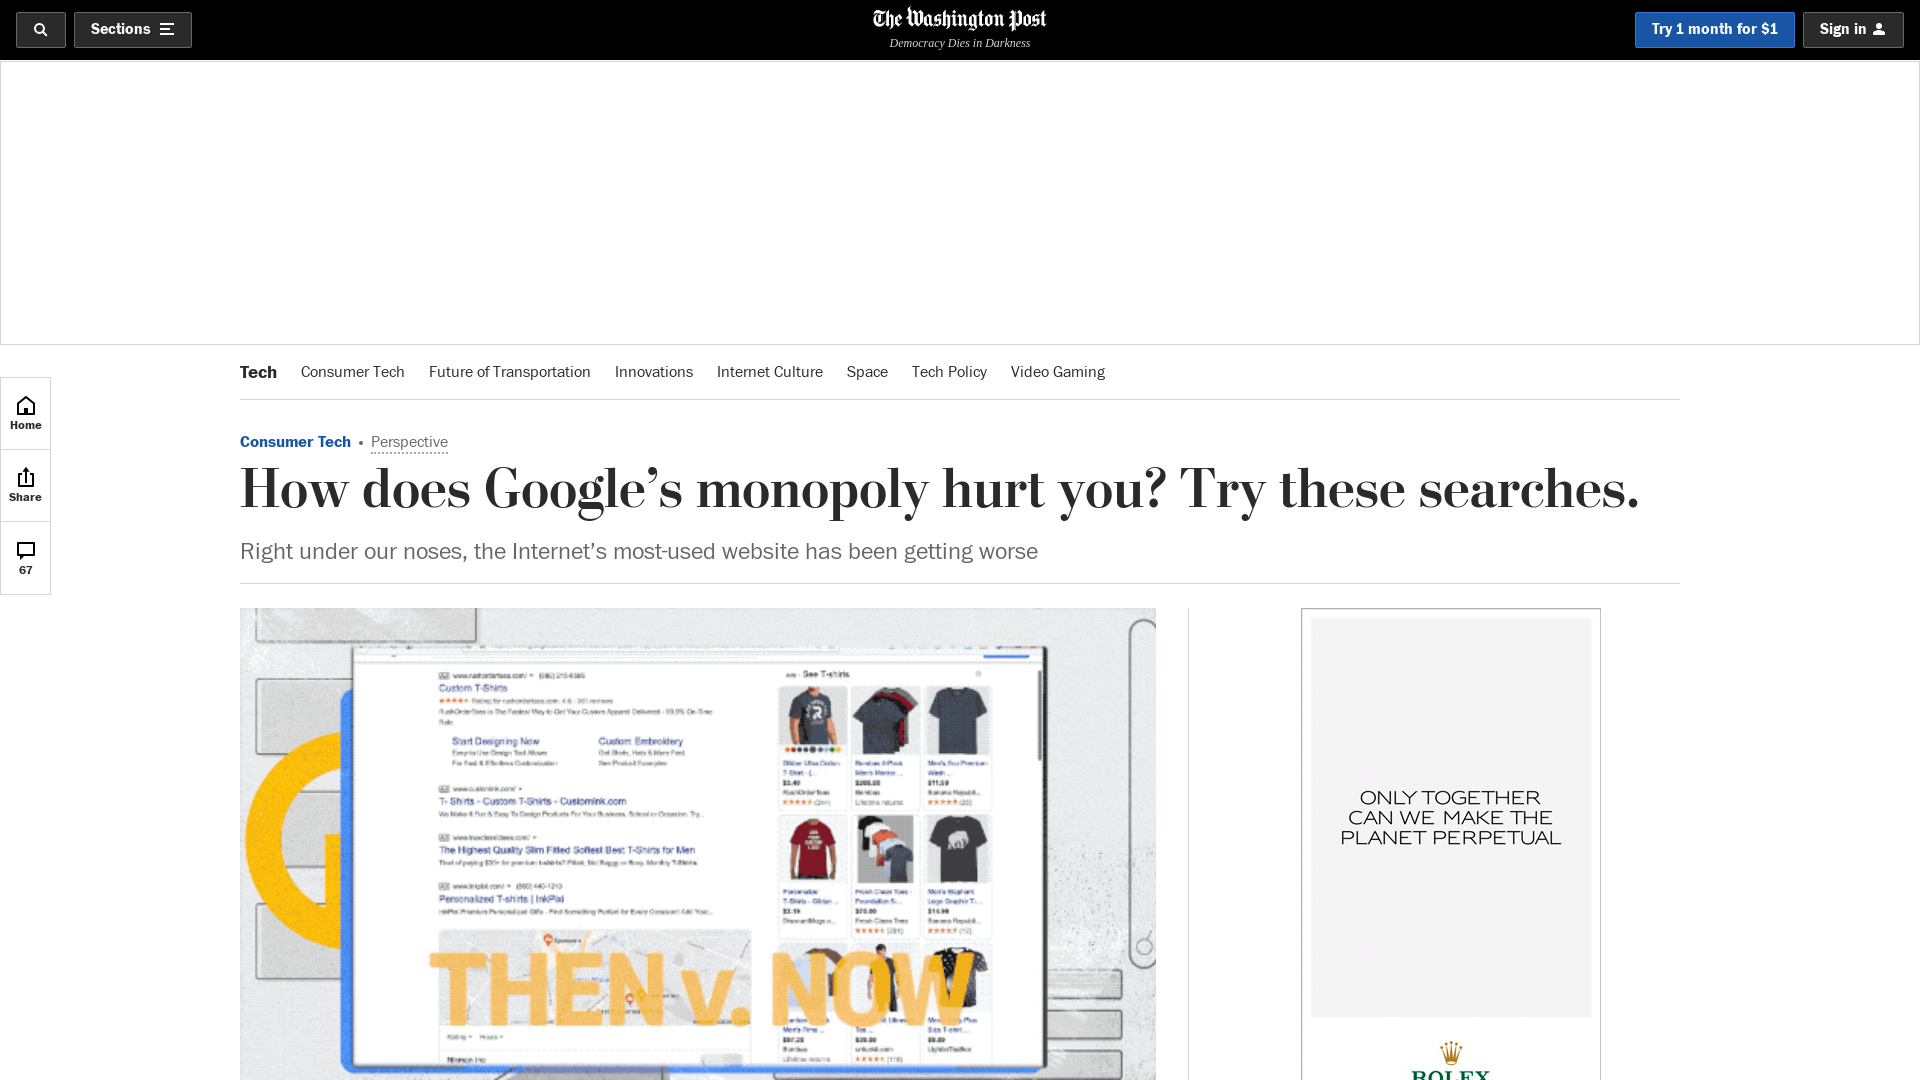 Sections
The Washington Post
Democracy Dies in Darkness
Try 1 month for $1
Sign in
Tech
Consumer Tech
Future of Transportation
Innovations
Internet Culture
Space
Tech Policy
Video Gaming
Home
Share
67
Consumer Tech • Perspective
How does Google’s monopoly hurt you? Try these searches.
Right under our noses, the Internet’s most-used website has been getting worse
Custom T-Shirts
Start Designing Now
Custom Embroidery
See Product Examples
T- Shirts - Custom T-Shirts - CustomInk.com
The Highest Quality Slim Fitted Softest Best T-Shirts for Men
Personalized T-shirts | InkPixi
See T-shirts
THEN v. NOW
ONLY TOGETHER
CAN WE MAKE THE
PLANET PERPETUAL
ROLEX